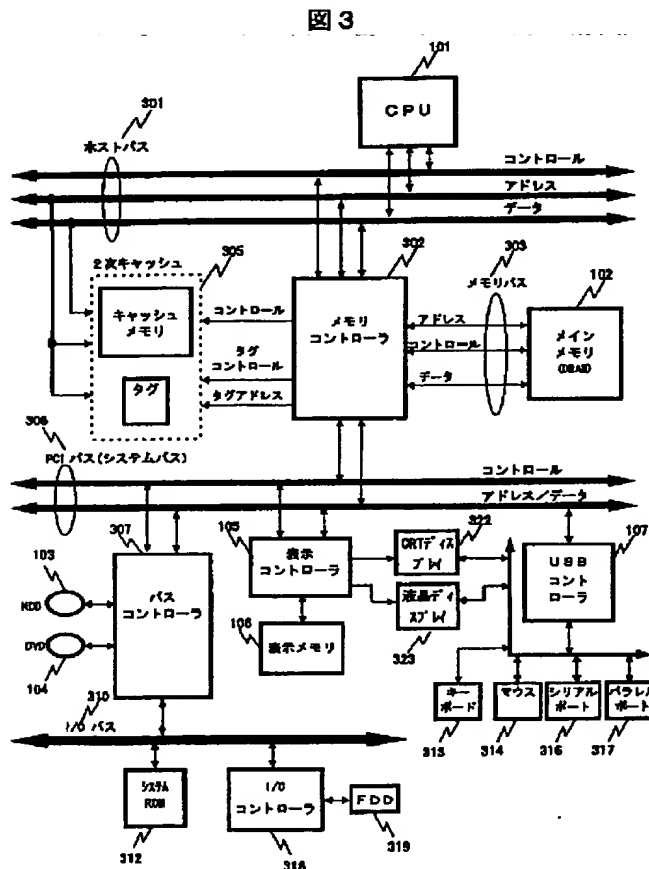 図３
101
CPU
301
ホストバス
コントロール
アドレス
データ
2次キャッシュ
305
302
303
メモリバス
102
キャッシュ
メモリ
タグ
コントロール
タグ
コントロール
タグアドレス
メモリ
コントローラ
アドレス
コントロール
データ
メイン
メモリ
(DRAM)
306
PCIバス(システムバス)
コントロール
アドレス/データ
307
バス
コントローラ
103
HDD
DVD
104
105
表示
コントローラ
106
表示メモリ
322
CRTディス
プレイ
液晶ディ
スプレイ
323
107
USB
コント
ローラ
キー
ボード
マウス
シリアル
ポート
パラレル
ポート
313
314
316
317
310
I/Oバス
システム
ROM
312
I/O
コントローラ
318
FDD
319